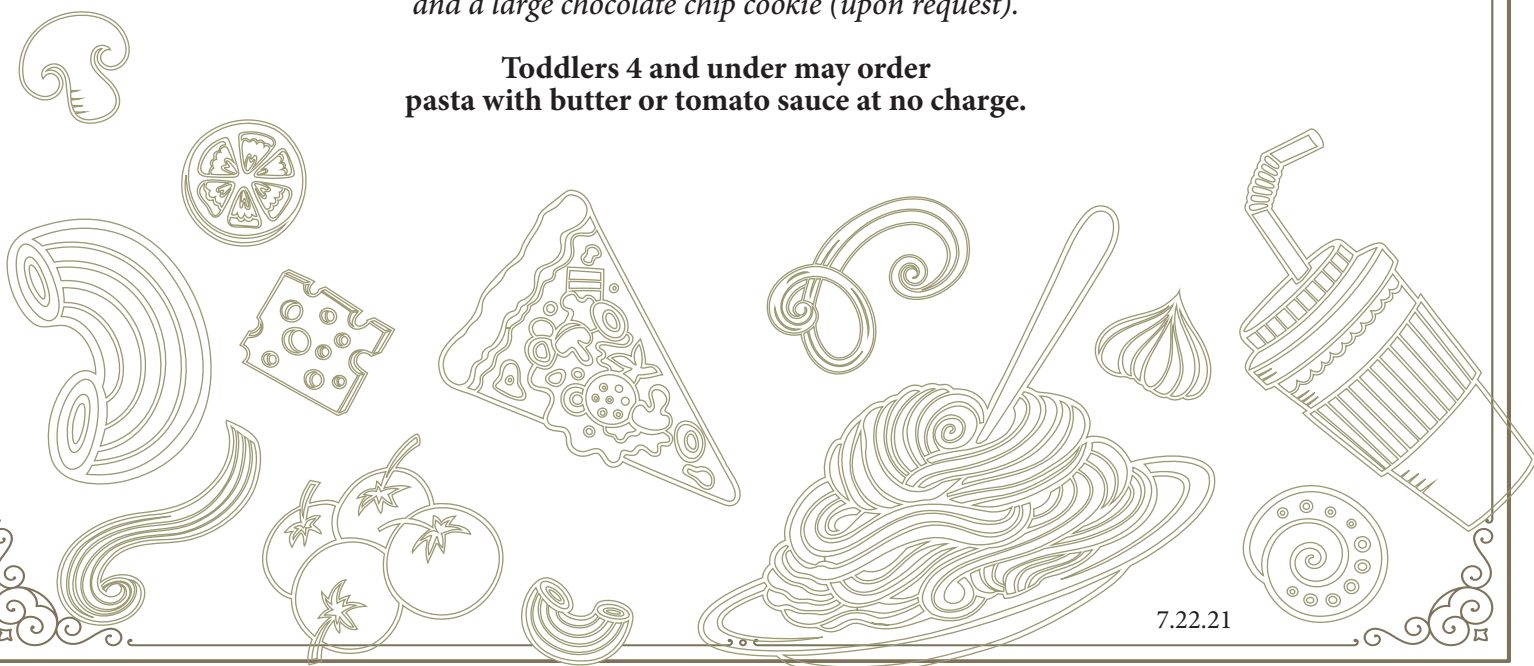 and a large chocolate chip cookie (upon request).
Toddlers 4 and under may order
pasta with butter or tomato sauce at no charge.
7.22.21